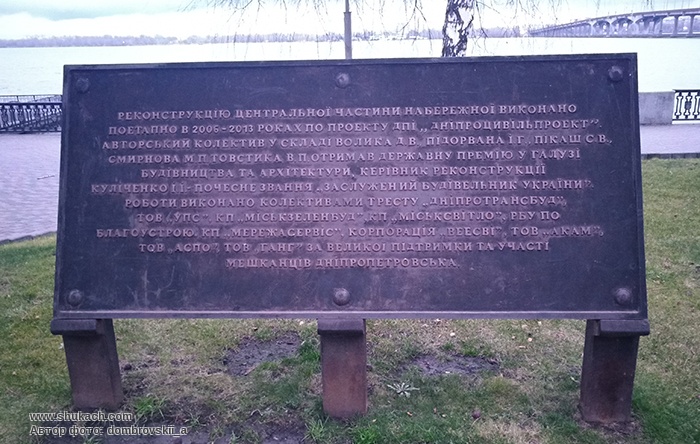 РЕКОНСТРУКЦІЮ ЦЕНТРАЛЬНОЇ ЧАСТИНИ НАБЕРЕЖНОЇ ВИКОНАНО
ПОЕТАПНО В 2006-2013 РОКАХ ПО ПРОЕКТУ ДПІ „ДНІПРОЦИВІЛЬПРОЕКТ".
АВТОРСЬКИЙ КОЛЕКТИВ У СКЛАДІ ВОЛИКА Д.В., ПІДОРВАНА І.Г., ПІКАШ С.В.,
СМИРНОВА М.П. ТОВСТИКА В.П. ОТРИМАВ ДЕРЖАВНУ ПРЕМІЮ У ГАЛУЗІ
БУДІВНИЦТВА ТА АРХІТЕКТУРИ, КЕРІВНИК РЕКОНСТРУКЦІЇ
КУЛІЧЕНКО І.І.-ПОЧЕСНЕ ЗВАННЯ „ЗАСЛУЖЕНИЙ БУДІВЕЛЬНИК УКРАЇНИ".
РОБОТИ ВИКОНАНО КОЛЕКТИВАМИ ТРЕСТУ „ДНІПРОТРАНСБУД",
ТОВ „УПС", КП „МІСЬКЗЕЛЕНБУД", КП „МІСЬКСВІТЛО", РБУ ПО
БЛАГОУСТРОЮ, КП „МЕРЕЖАСЕРВІС", КОРПОРАЦІЯ „ВЕЕСВІ", ТОВ „АКАМ",
ТОВ „АСПО", ТОВ „ГАНГ" ЗА ВЕЛИКОЇ ПІДТРИМКИ ТА УЧАСТІ
МЕШКАНЦІВ ДНІПРОПЕТРОВСЬКА.
www.shukach.com
Автор фото: dombrovskii_a